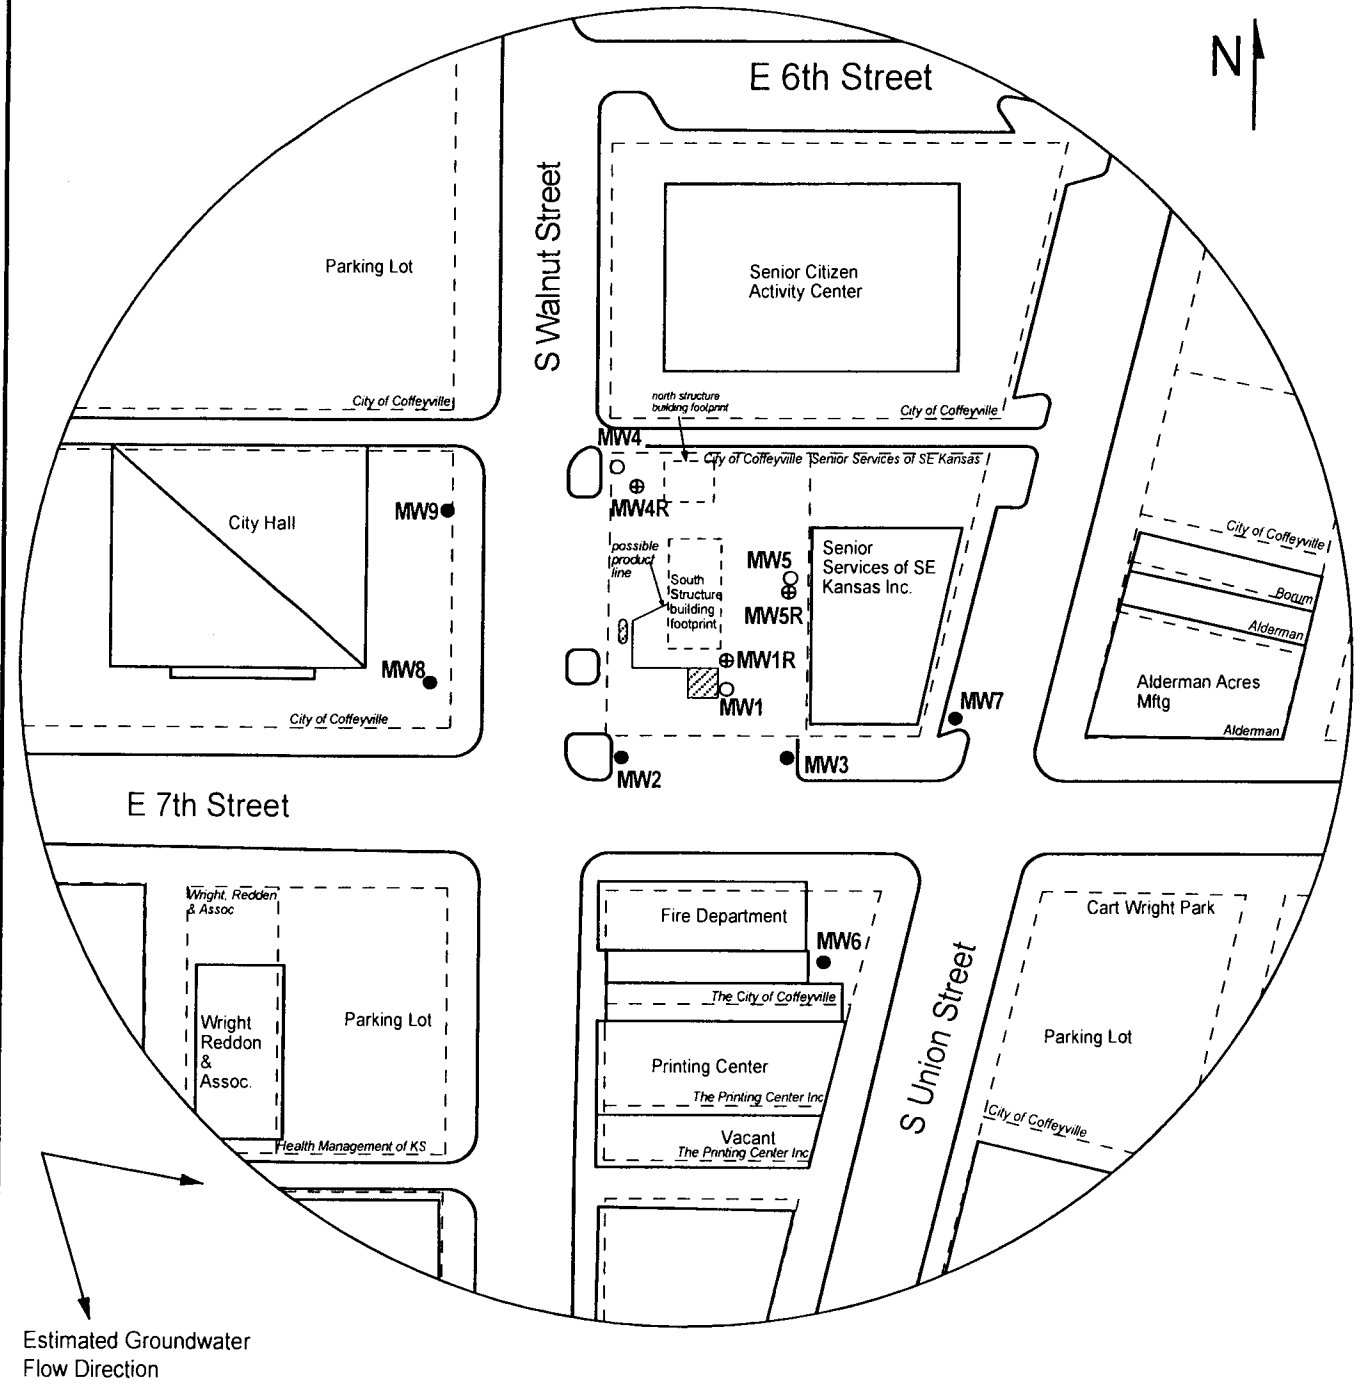 N
E 6th Street
S Walnut Street
Parking Lot
Senior Citizen
Activity Center
City of Coffeyville
north structure
building footprint
City of Coffeyville
MW4
City of Coffeyville
Senior Services of SE Kansas
MW9
City Hall
MW4R
possible
product
line
South
Structure
building
footprint
MW5
MW5R
Senior
Services of SE
Kansas Inc.
City of Coffeyville
Borum
Alderman
MW1R
MW8
MW1
MW7
Alderman Acres
Mftg
Alderman
City of Coffeyville
MW2
MW3
E 7th Street
Wright, Redden
& Assoc
Fire Department
MW6
Cart Wright Park
The City of Coffeyville
Wright
Reddon
&
Assoc.
Parking Lot
Printing Center
The Printing Center Inc
S Union Street
Parking Lot
City of Coffeyville
Vacant
The Printing Center Inc
Health Management of KS
Estimated Groundwater
Flow Direction